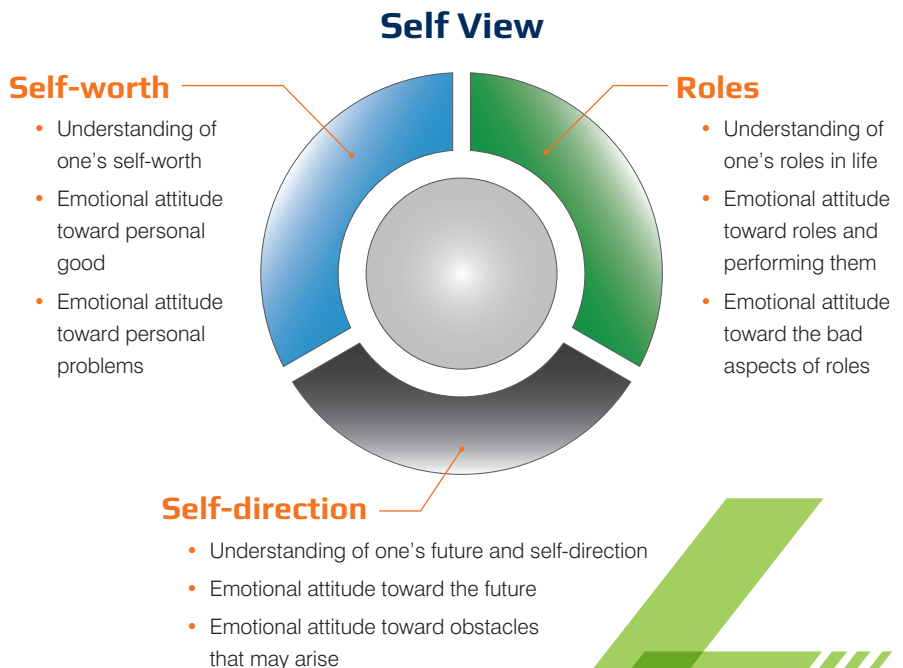 Self View
Self-worth
• Understanding of
one's self-worth
• Emotional attitude
toward personal
good
• Emotional attitude
toward personal
problems
Roles
• Understanding of
one's roles in life
• Emotional attitude
toward roles and
performing them
• Emotional attitude
toward the bad
aspects of roles
Self-direction
• Understanding of one's future and self-direction
• Emotional attitude toward the future
• Emotional attitude toward obstacles
that may arise